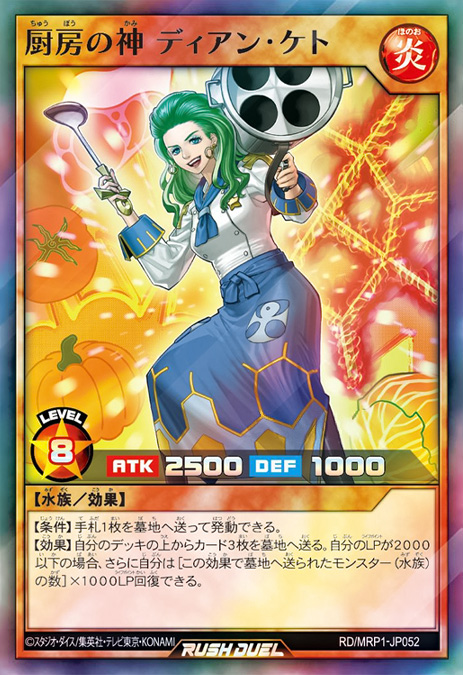 厨房の神 ディアン・ケト
炎
LEVEL
8
ATK 2500 DEF 1000
【水族／効果】
【条件】手札1枚を墓地へ送って発動できる。
【効果】自分のデッキの上からカード3枚を墓地へ送る。自分のLPが2000
以下の場合、さらに自分は[この効果で墓地へ送られたモンスター（水族）
の数]×1000LP回復できる。
©スタジオ・ダイス/集英社・テレビ東京・KONAMI
RUSH DUEL
RD/MRP1-JP052